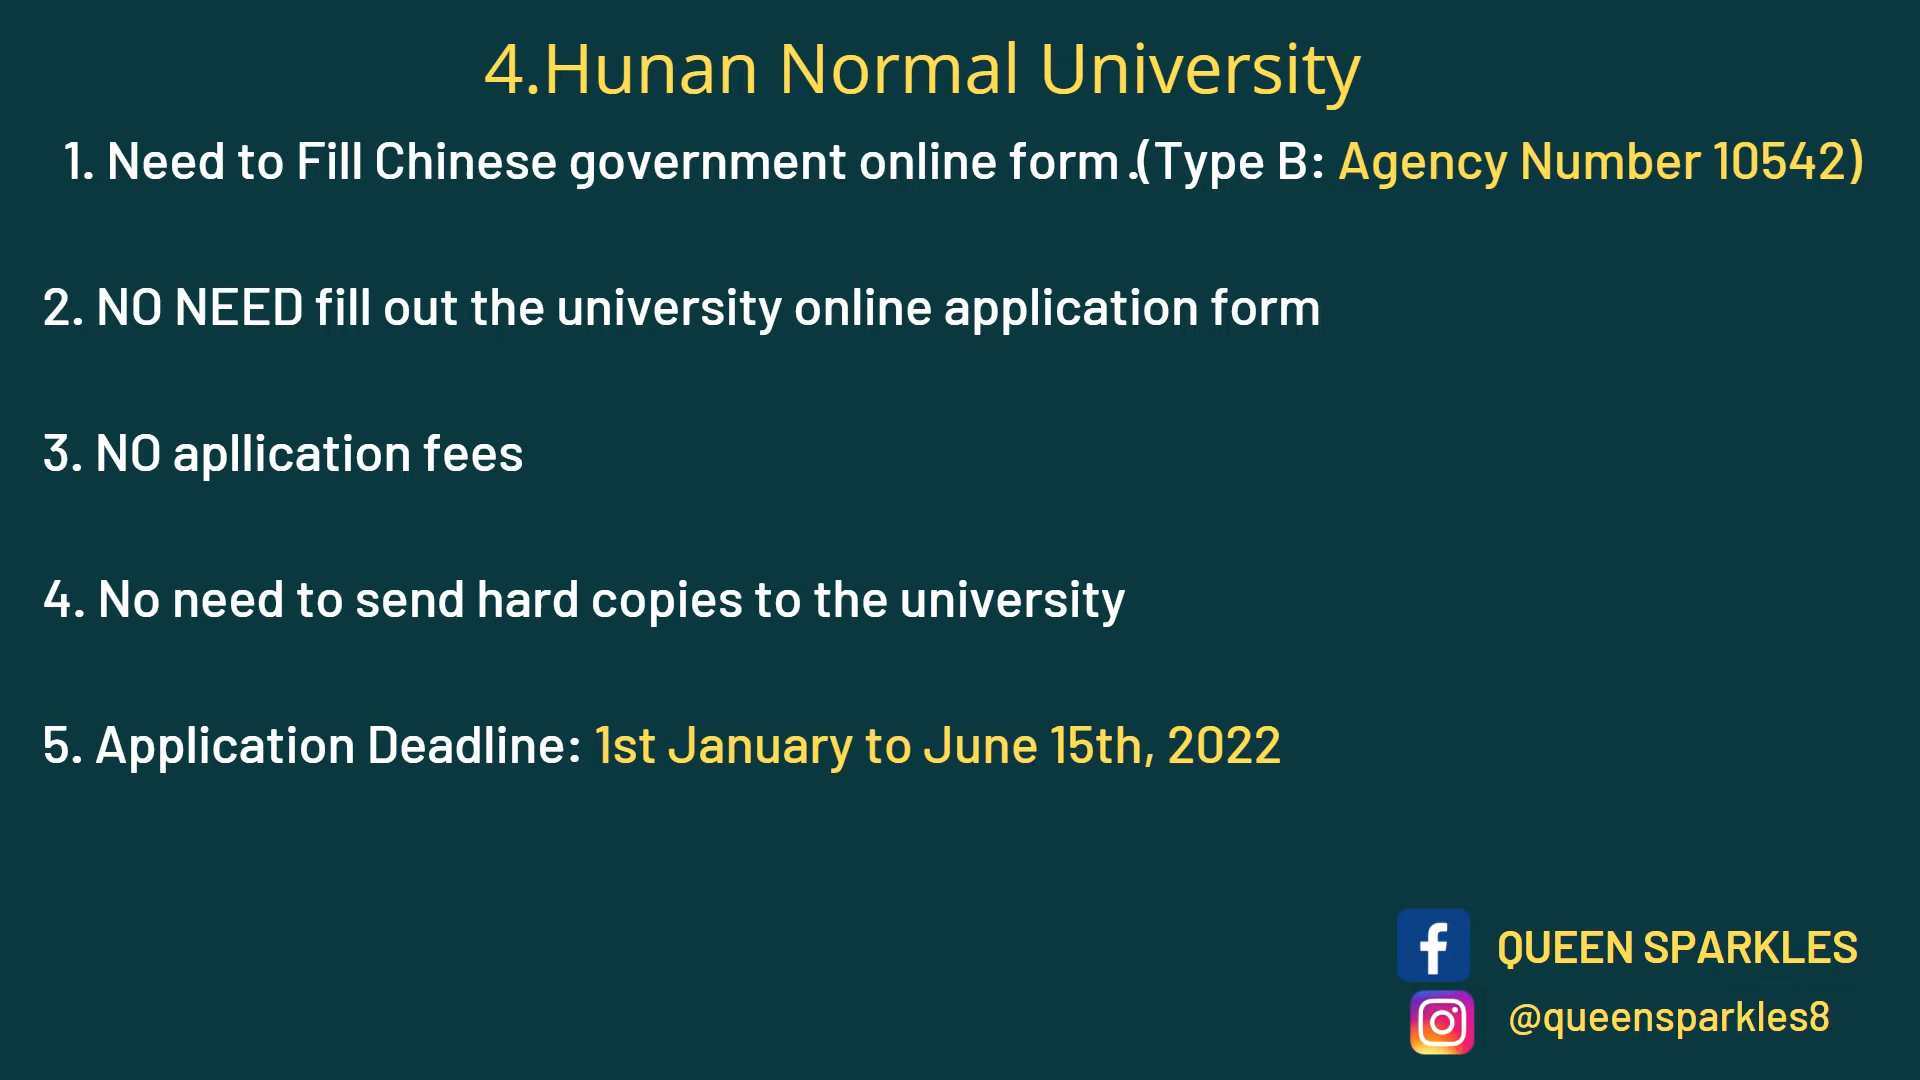 4.Hunan Normal University
1. Need to Fill Chinese government online form .(Type B: Agency Number 10542)
2. NO NEED fill out the university online application form
3. NO apllication fees
4. No need to send hard copies to the university
5. Application Deadline: 1st January to June 15th, 2022
QUEEN SPARKLES
@queensparkles8